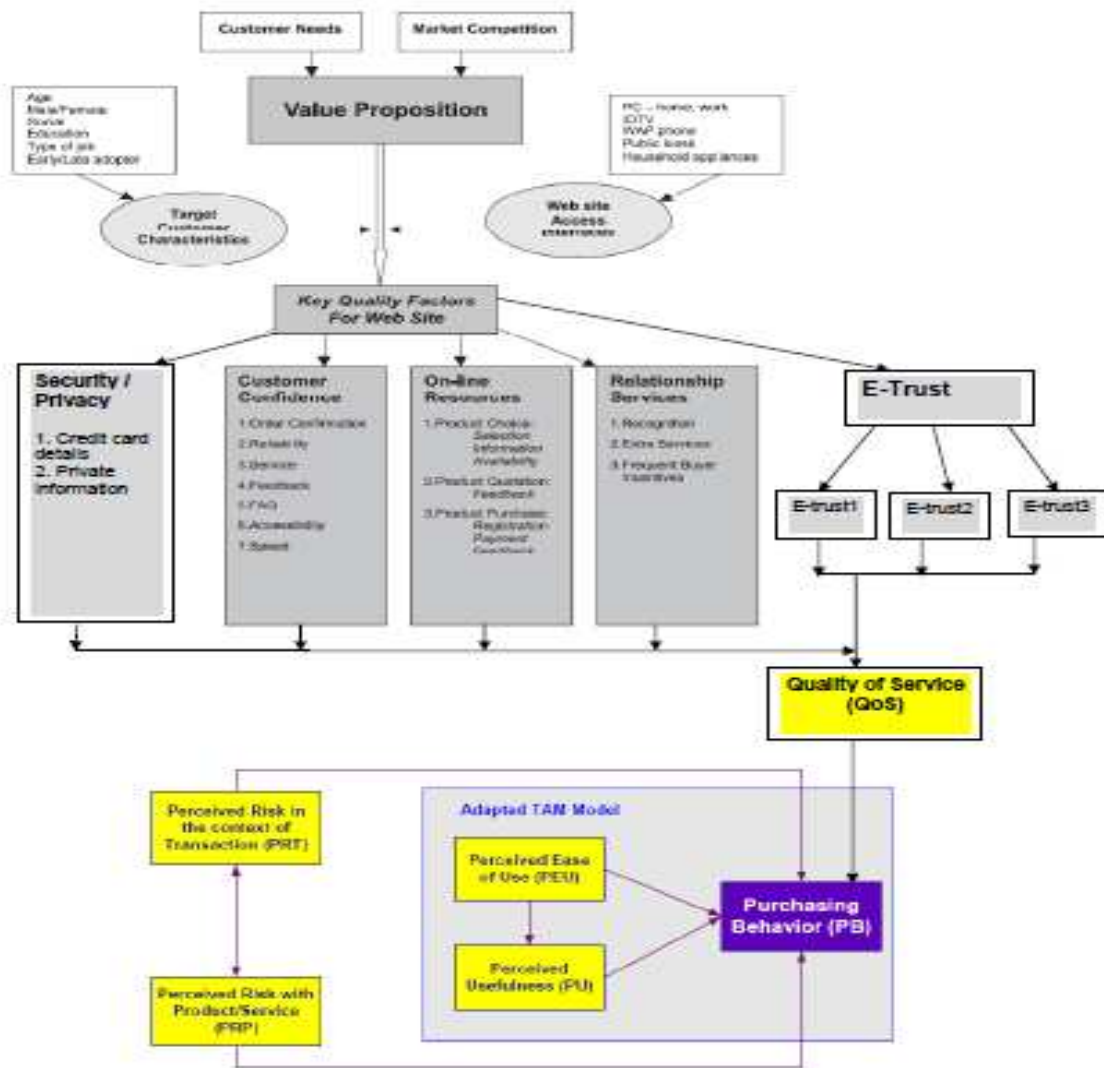 Customer Needs
Market Competition
Value Proposition
Age
Male/Female
Education
Type of job
Early/Late adopter
PC – home, work
IDTV
WAP phone
Public kiosk
Household appliances
Target
Customer
Characteristics
Web site
Access
Interfaces
Key Quality Factors
For Web Site
Security /
Privacy
1. Credit card
details
2. Private
information
Customer
Confidence
1.Order Confirmation
2.Reliability
3.Service
4.Feedback
5.FAQ
6.Accessibility
7.Speed
On-line
Resources
1.Product Choice:
Selection
Information
Availability
2.Product Quotation:
Feedback
3.Product Purchase:
Registration
Payment
Feedback
Relationship
Services
1.Recognition
2.Extra Services
3.Frequent Buyer
Incentives
E-Trust
E-trust1
E-trust2
E-trust3
Quality of Service
(QoS)
Perceived Risk in
the context of
Transaction (PRT)
Perceived Risk with
Product/Service
(PRP)
Adapted TAM Model
Perceived Ease
of Use (PEU)
Perceived
Usefulness (PU)
Purchasing
Behavior (PB)